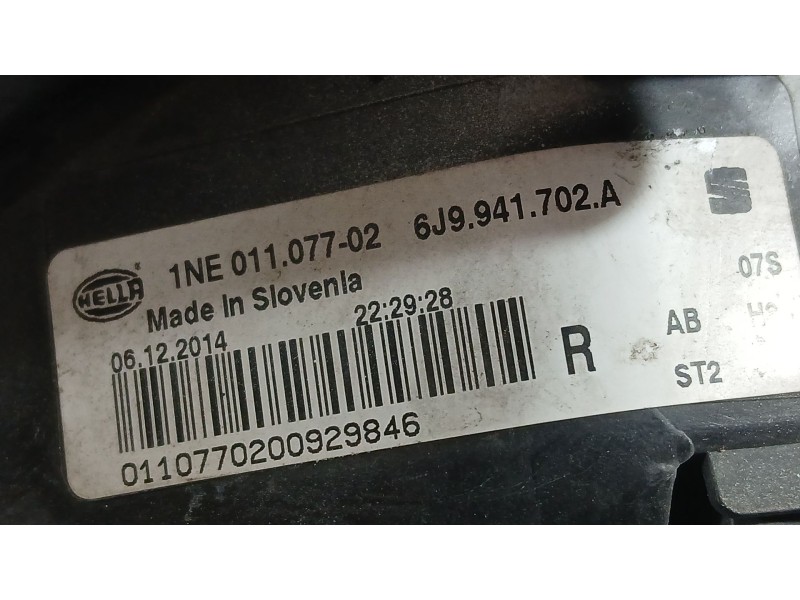 1NE 011.077-02 6J9.941.702.A
HELLA
Made In Slovenia
07S
06.12.2014 22:29:28
R AB
ST2
0110770200929846